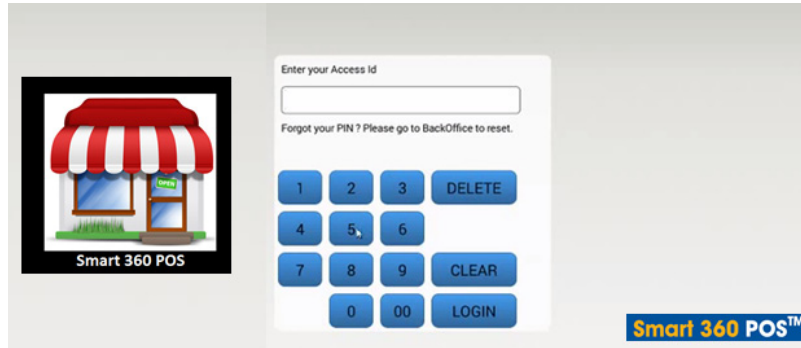 Enter your Access Id
Forgot your PIN ? Please go to BackOffice to reset.
1 2 3 DELETE
4 5 6
7 8 9 CLEAR
0 00 LOGIN
OPEN
Smart 360 POS
Smart 360 POS™